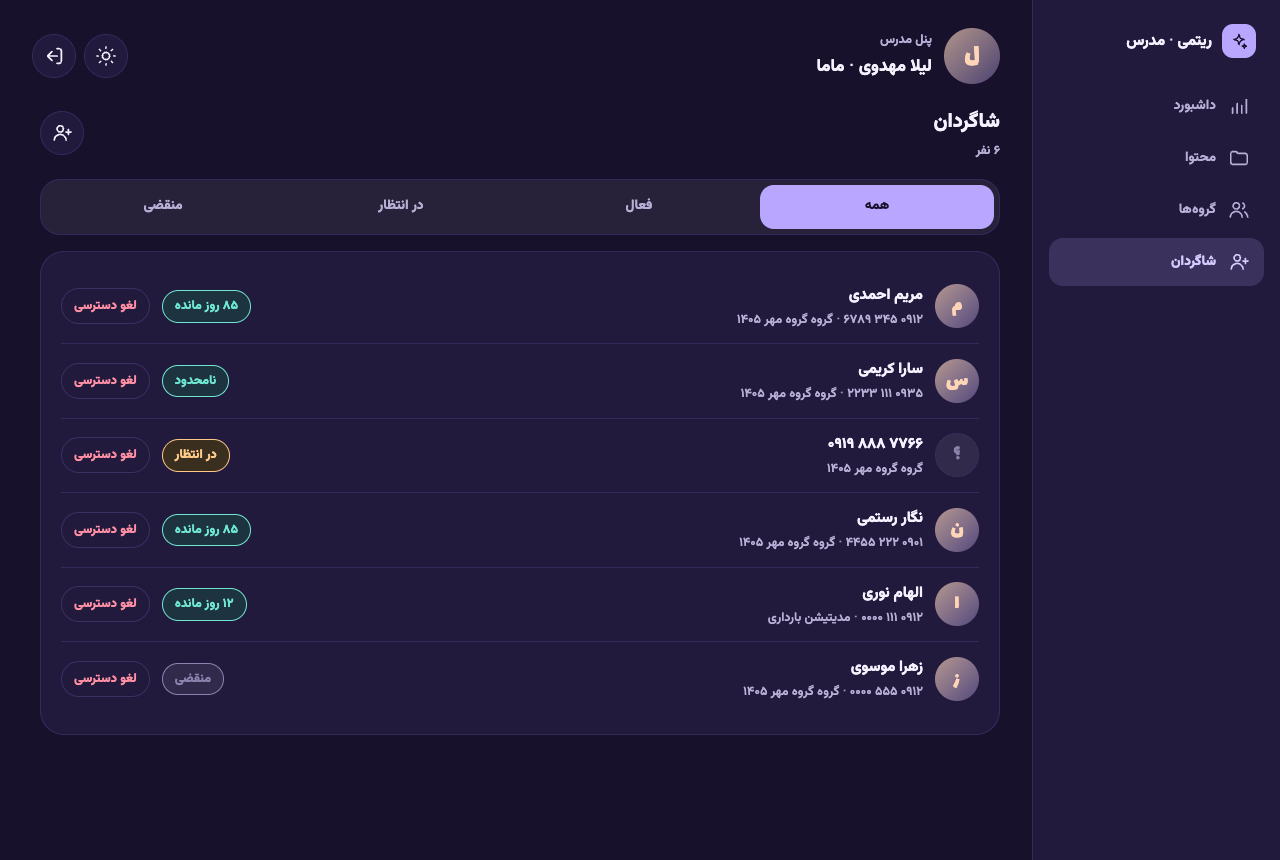 ریتمی · مدرس
داشبورد
محتوا
گروه‌ها
شاگردان
ل
پنل مدرس
لیلا مهدوی · ماما
شاگردان
۶ نفر
همه
فعال
در انتظار
منقضی
م
مریم احمدی
۰۹۱۲ ۳۴۵ ۶۷۸۹ · گروه گروه مهر ۱۴۰۵
۸۵ روز مانده
لغو دسترسی
س
سارا کریمی
۰۹۳۵ ۱۱۱ ۲۲۳۳ · گروه گروه مهر ۱۴۰۵
نامحدود
لغو دسترسی
؟
۰۹۱۹ ۸۸۸ ۷۷۶۶
گروه گروه مهر ۱۴۰۵
در انتظار
لغو دسترسی
ن
نگار رستمی
۰۹۰۱ ۲۲۲ ۴۴۵۵ · گروه گروه مهر ۱۴۰۵
۸۵ روز مانده
لغو دسترسی
ا
الهام نوری
۰۹۱۲ ۱۱۱ ۰۰۰۰ · مدیتیشن بارداری
۱۲ روز مانده
لغو دسترسی
ز
زهرا موسوی
۰۹۱۲ ۵۵۵ ۰۰۰۰ · گروه گروه مهر ۱۴۰۵
منقضی
لغو دسترسی